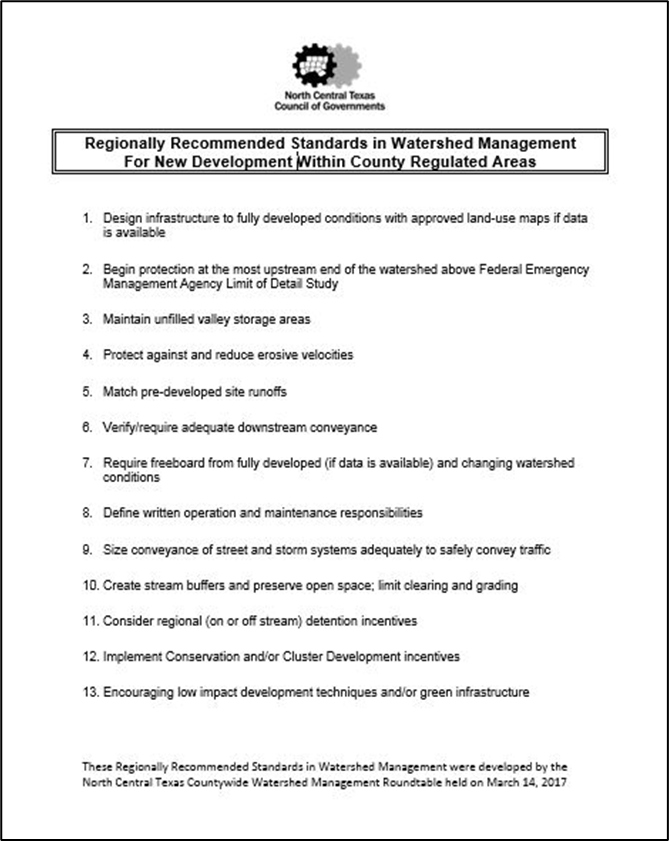 North Central Texas
Council of Governments
Regionally Recommended Standards in Watershed Management
For New Development Within County Regulated Areas
1. Design infrastructure to fully developed conditions with approved land-use maps if data
is available
2. Begin protection at the most upstream end of the watershed above Federal Emergency
Management Agency Limit of Detail Study
3. Maintain unfilled valley storage areas
4. Protect against and reduce erosive velocities
5. Match pre-developed site runoffs
6. Verify/require adequate downstream conveyance
7. Require freeboard from fully developed (if data is available) and changing watershed
conditions
8. Define written operation and maintenance responsibilities
9. Size conveyance of street and storm systems adequately to safely convey traffic
10. Create stream buffers and preserve open space; limit clearing and grading
11. Consider regional (on or off stream) detention incentives
12. Implement Conservation and/or Cluster Development incentives
13. Encouraging low impact development techniques and/or green infrastructure
These Regionally Recommended Standards in Watershed Management were developed by the
North Central Texas Countywide Watershed Management Roundtable held on March 14, 2017